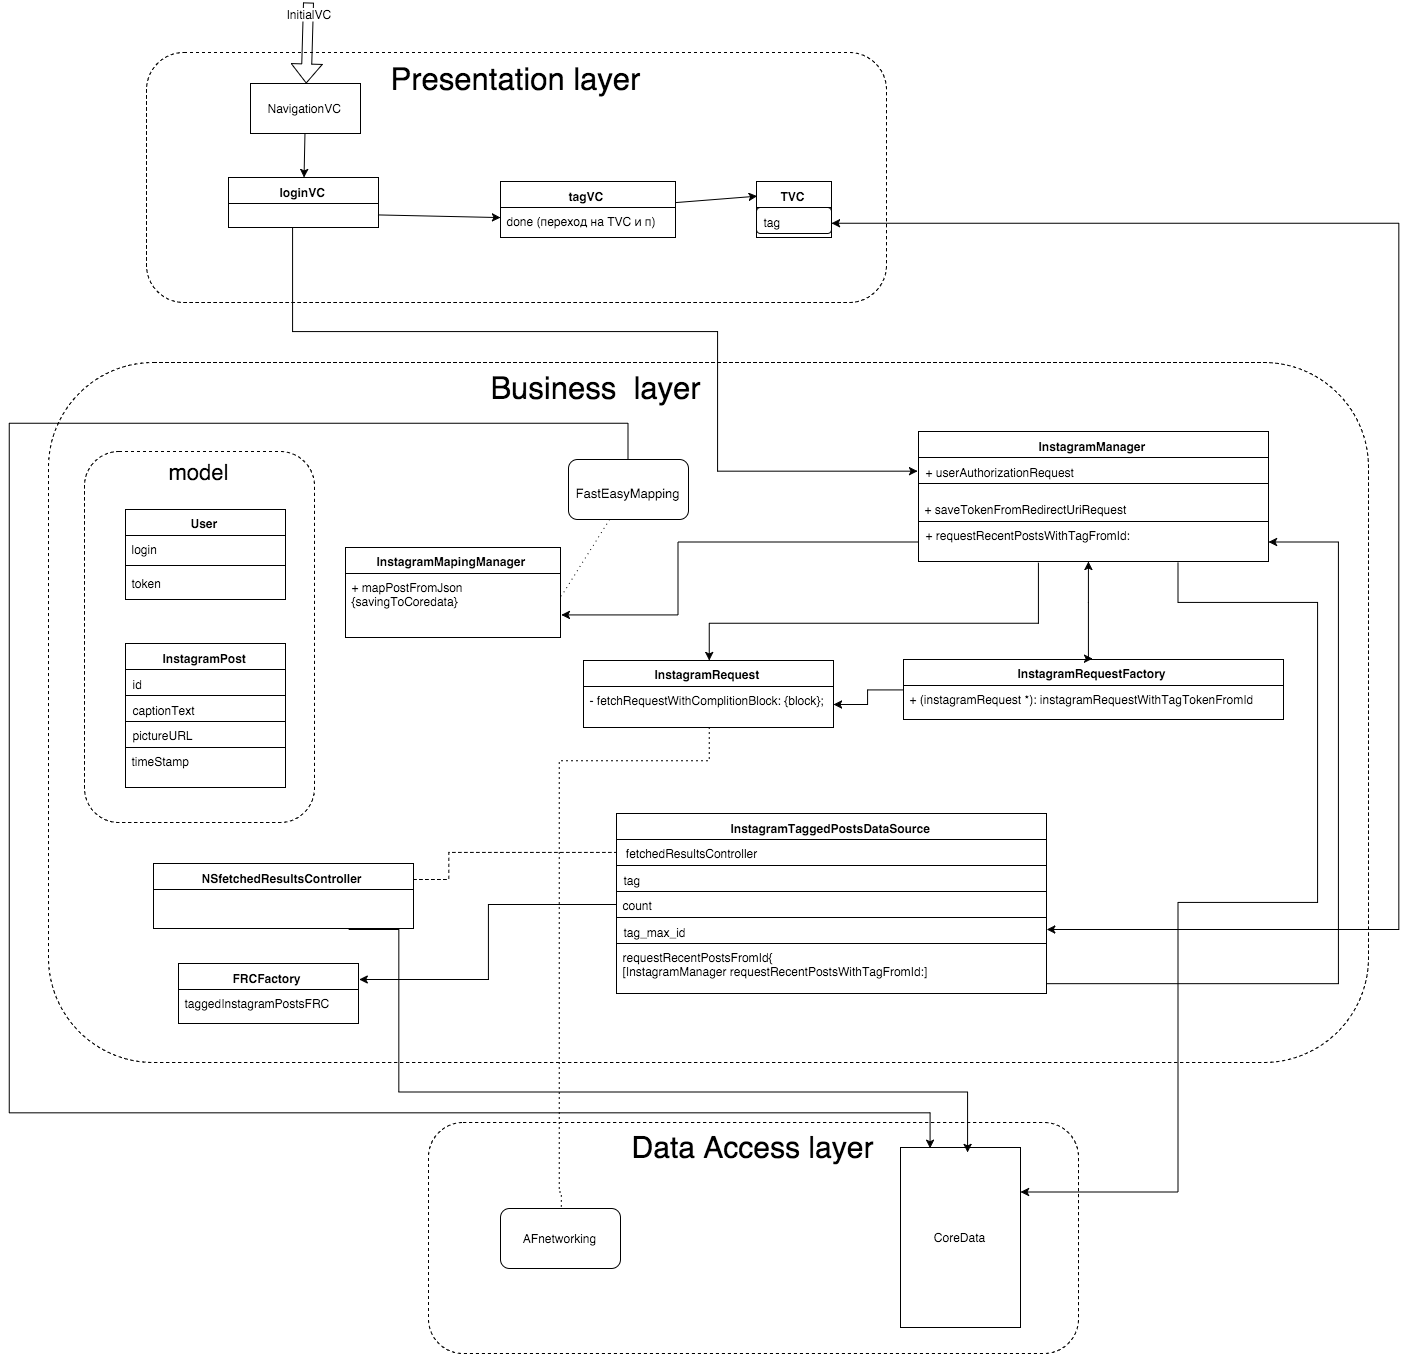 InitialVC
Presentation layer
NavigationVC
loginVC
tagVC
done (переход на TVC и п)
TVC
tag
Business  layer
model
User
login
token
InstagramPost
id
captionText
pictureURL
timeStamp
FastEasyMapping
InstagramMapingManager
+ mapPostFromJson
{savingToCoredata}
InstagramManager
+ userAuthorizationRequest
+ saveTokenFromRedirectUriRequest
+ requestRecentPostsWithTagFromId:
InstagramRequest
- fetchRequestWithComplitionBlock: {block};
InstagramRequestFactory
+ (instagramRequest *): instagramRequestWithTagTokenFromId
InstagramTaggedPostsDataSource
fetchedResultsController
tag
count
tag_max_id
requestRecentPostsFromId{
[InstagramManager requestRecentPostsWithTagFromId:]
NSfetchedResultsController
FRCFactory
taggedInstagramPostsFRC
Data Access layer
AFnetworking
CoreData